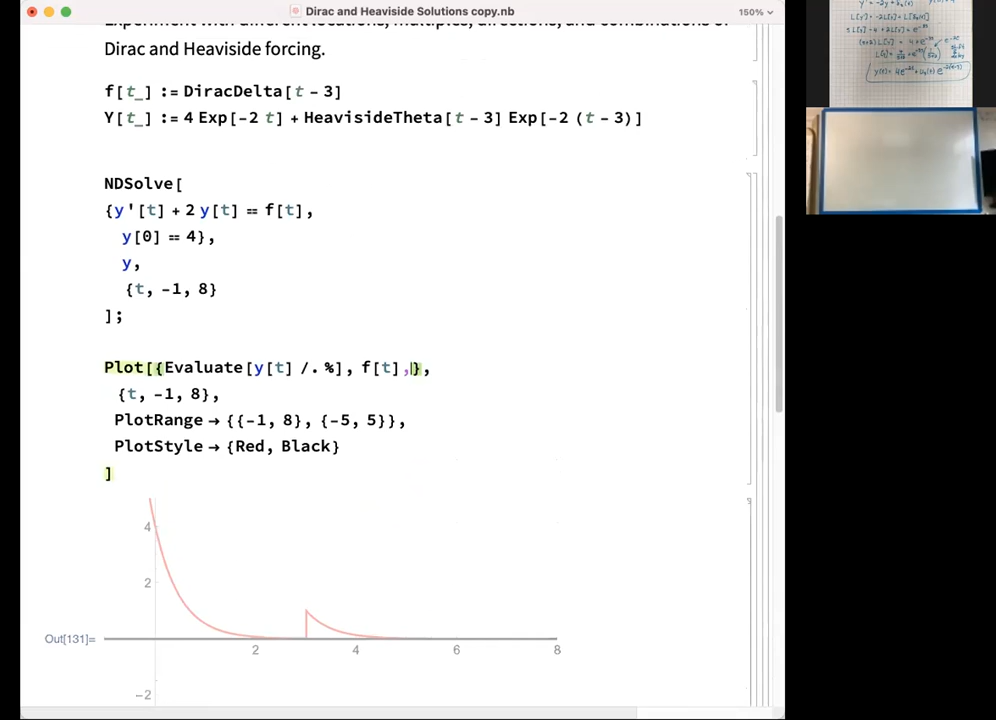 Dirac and Heaviside Solutions copy.nb
150%
Dirac and Heaviside forcing.
f[t_] := DiracDelta[t - 3]
Y[t_] := 4 Exp[-2 t] + HeavisideTheta[t - 3] Exp[-2 (t - 3)]
NDSolve[
{y'[t] + 2 y[t] == f[t],
y[0] == 4},
y,
{t, -1, 8}
];
Plot[{Evaluate[y[t] /. %], f[t],},
{t, -1, 8},
PlotRange → {{-1, 8}, {-5, 5}},
PlotStyle → {Red, Black}
]
4
2
Out[131]=
2 4 6 8
-2